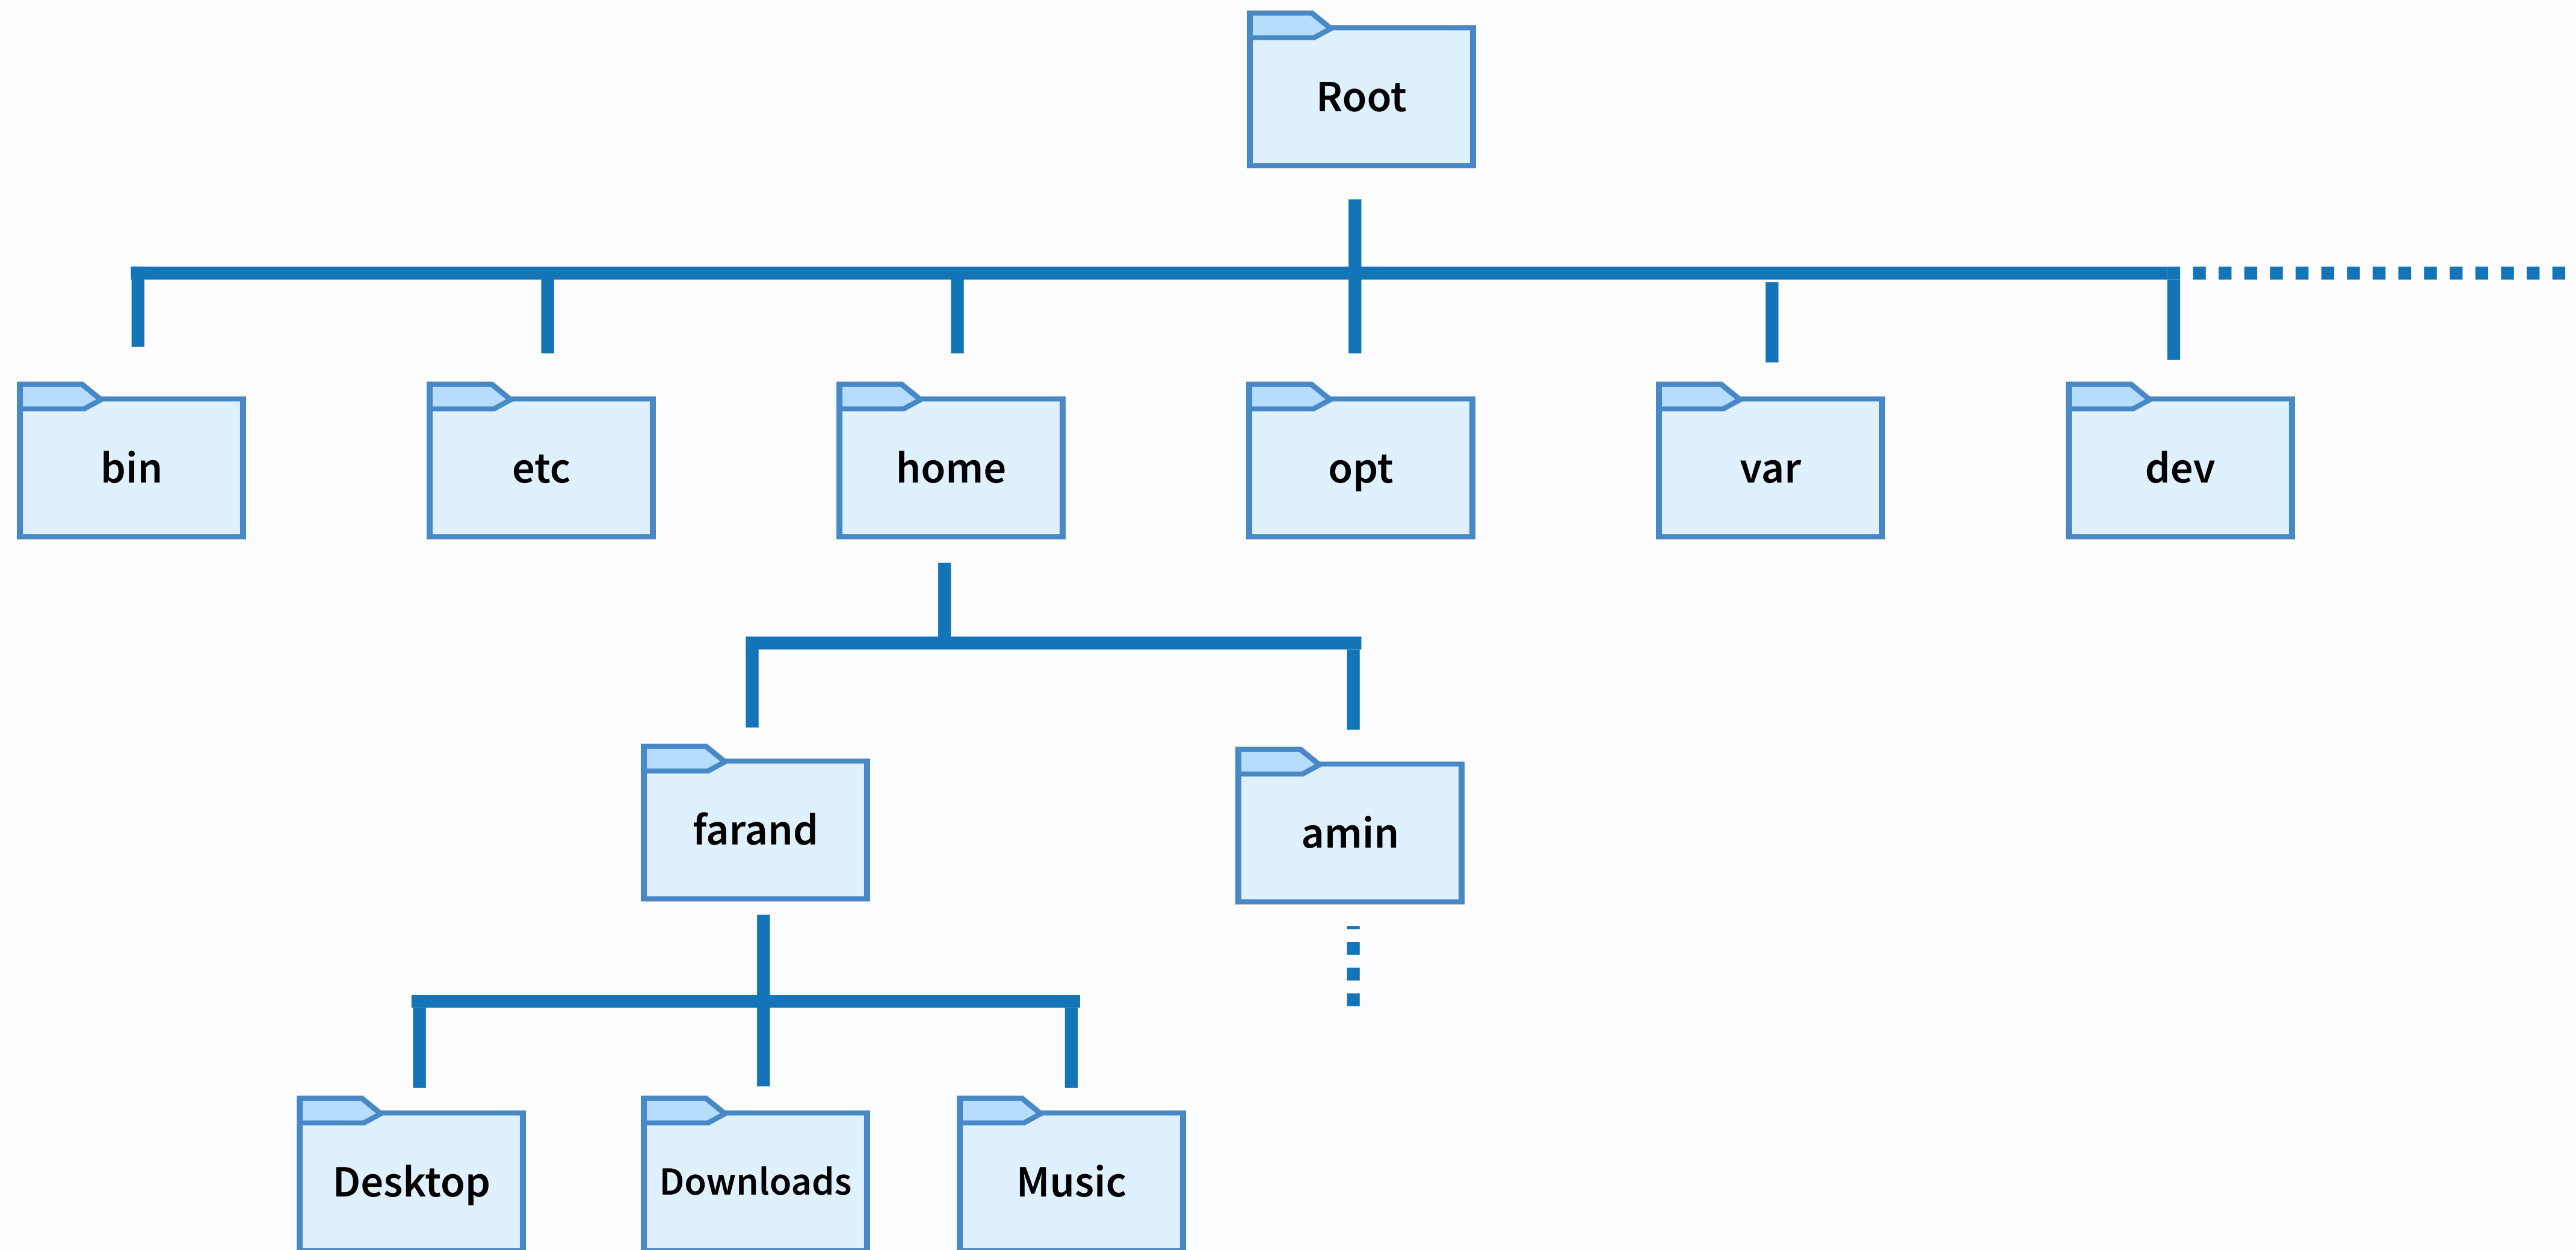 Root
bin
etc
home
opt
var
dev
farand
amin
Desktop
Downloads
Music